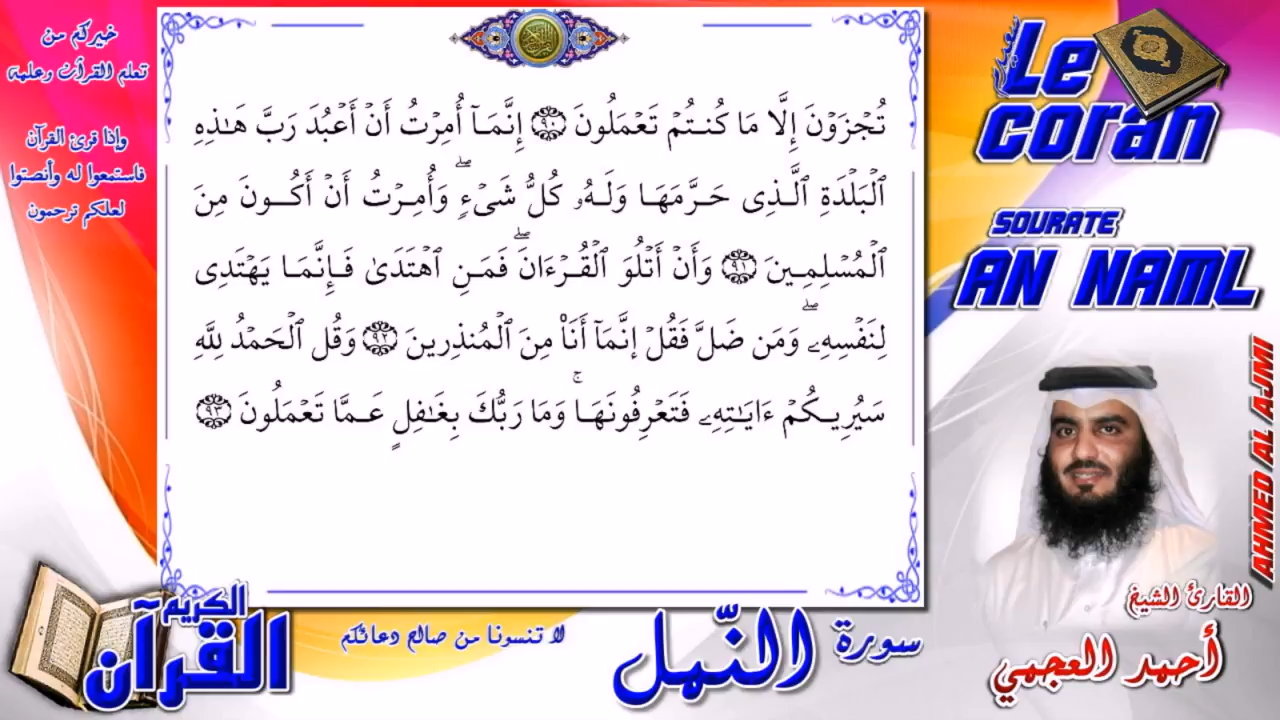 خيركم من
تعلم القرآن وعلمه
وإذا قرئ القرآن
فاستمعوا له وأنصتوا
لعلكم ترحمون
تُجْزَوْنَ إِلَّا مَا كُنتُمْ تَعْمَلُونَ ۝٩٠ إِنَّمَآ أُمِرْتُ أَنْ أَعْبُدَ رَبَّ هَـٰذِهِ
ٱلْبَلْدَةِ ٱلَّذِى حَرَّمَهَا وَلَهُۥ كُلُّ شَىْءٍۢ ۖ وَأُمِرْتُ أَنْ أَكُونَ مِنَ
ٱلْمُسْلِمِينَ ۝٩١ وَأَنْ أَتْلُوَ ٱلْقُرْءَانَ ۖ فَمَنِ ٱهْتَدَىٰ فَإِنَّمَا يَهْتَدِى
لِنَفْسِهِۦ ۖ وَمَن ضَلَّ فَقُلْ إِنَّمَآ أَنَا۠ مِنَ ٱلْمُنذِرِينَ ۝٩٢ وَقُلِ ٱلْحَمْدُ لِلَّهِ
سَيُرِيكُمْ ءَايَـٰتِهِۦ فَتَعْرِفُونَهَا ۚ وَمَا رَبُّكَ بِغَـٰفِلٍ عَمَّا تَعْمَلُونَ ۝٩٣
Le
coran
SOURATE
AN NAML
AHMED AL AJMI
القارئ الشيخ
أحمد العجمي
سورة النّمل
لا تنسونا من صالح دعائكم
القرآن الكريم